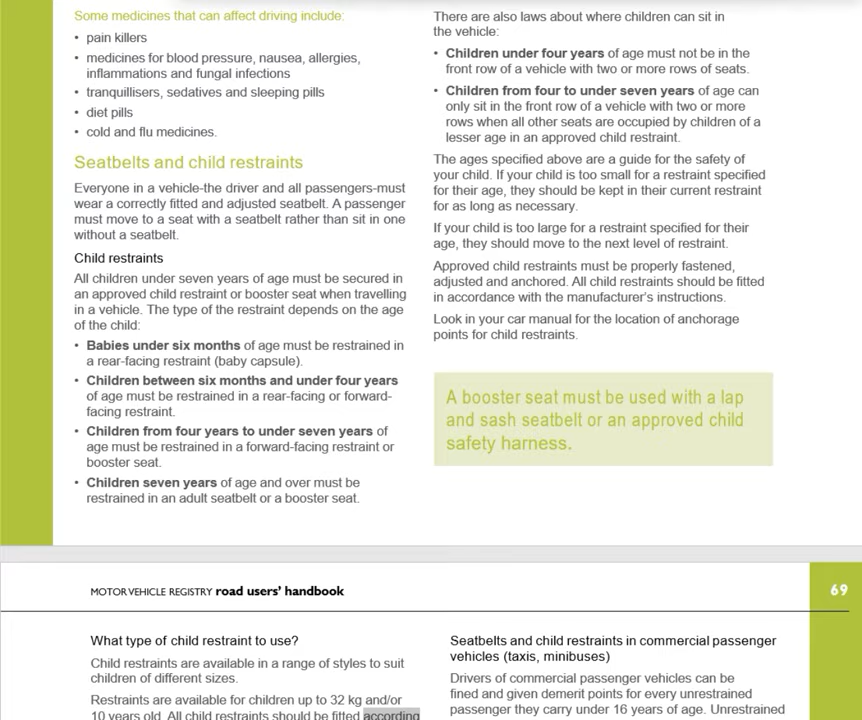 Some medicines that can affect driving include:
• pain killers
• medicines for blood pressure, nausea, allergies,
inflammations and fungal infections
• tranquillisers, sedatives and sleeping pills
• diet pills
• cold and flu medicines.
Seatbelts and child restraints
Everyone in a vehicle-the driver and all passengers-must
wear a correctly fitted and adjusted seatbelt. A passenger
must move to a seat with a seatbelt rather than sit in one
without a seatbelt.
Child restraints
All children under seven years of age must be secured in
an approved child restraint or booster seat when travelling
in a vehicle. The type of the restraint depends on the age
of the child:
• Babies under six months of age must be restrained in
a rear-facing restraint (baby capsule).
• Children between six months and under four years
of age must be restrained in a rear-facing or forward-
facing restraint.
• Children from four years to under seven years of
age must be restrained in a forward-facing restraint or
booster seat.
• Children seven years of age and over must be
restrained in an adult seatbelt or a booster seat.
There are also laws about where children can sit in
the vehicle:
• Children under four years of age must not be in the
front row of a vehicle with two or more rows of seats.
• Children from four to under seven years of age can
only sit in the front row of a vehicle with two or more
rows when all other seats are occupied by children of a
lesser age in an approved child restraint.
The ages specified above are a guide for the safety of
your child. If your child is too small for a restraint specified
for their age, they should be kept in their current restraint
for as long as necessary.
If your child is too large for a restraint specified for their
age, they should move to the next level of restraint.
Approved child restraints must be properly fastened,
adjusted and anchored. All child restraints should be fitted
in accordance with the manufacturer's instructions.
Look in your car manual for the location of anchorage
points for child restraints.
A booster seat must be used with a lap
and sash seatbelt or an approved child
safety harness.
MOTOR VEHICLE REGISTRY road users' handbook
69
What type of child restraint to use?
Child restraints are available in a range of styles to suit
children of different sizes.
Restraints are available for children up to 32 kg and/or
10 years old. All child restraints should be fitted according
Seatbelts and child restraints in commercial passenger
vehicles (taxis, minibuses)
Drivers of commercial passenger vehicles can be
fined and given demerit points for every unrestrained
passenger they carry under 16 years of age. Unrestrained